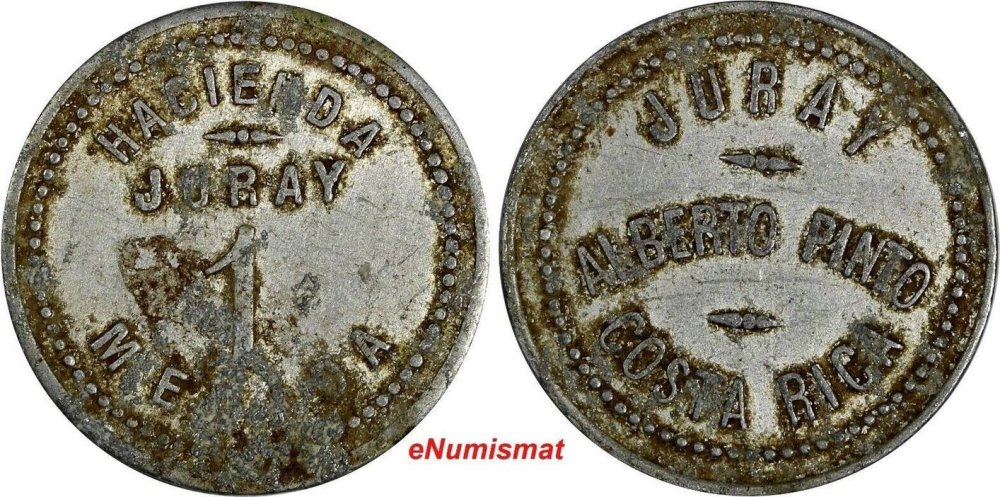 HACIENDA
JURAY
1
JURAY
ALBERTO PINTO
COSTA RICA
eNumismat